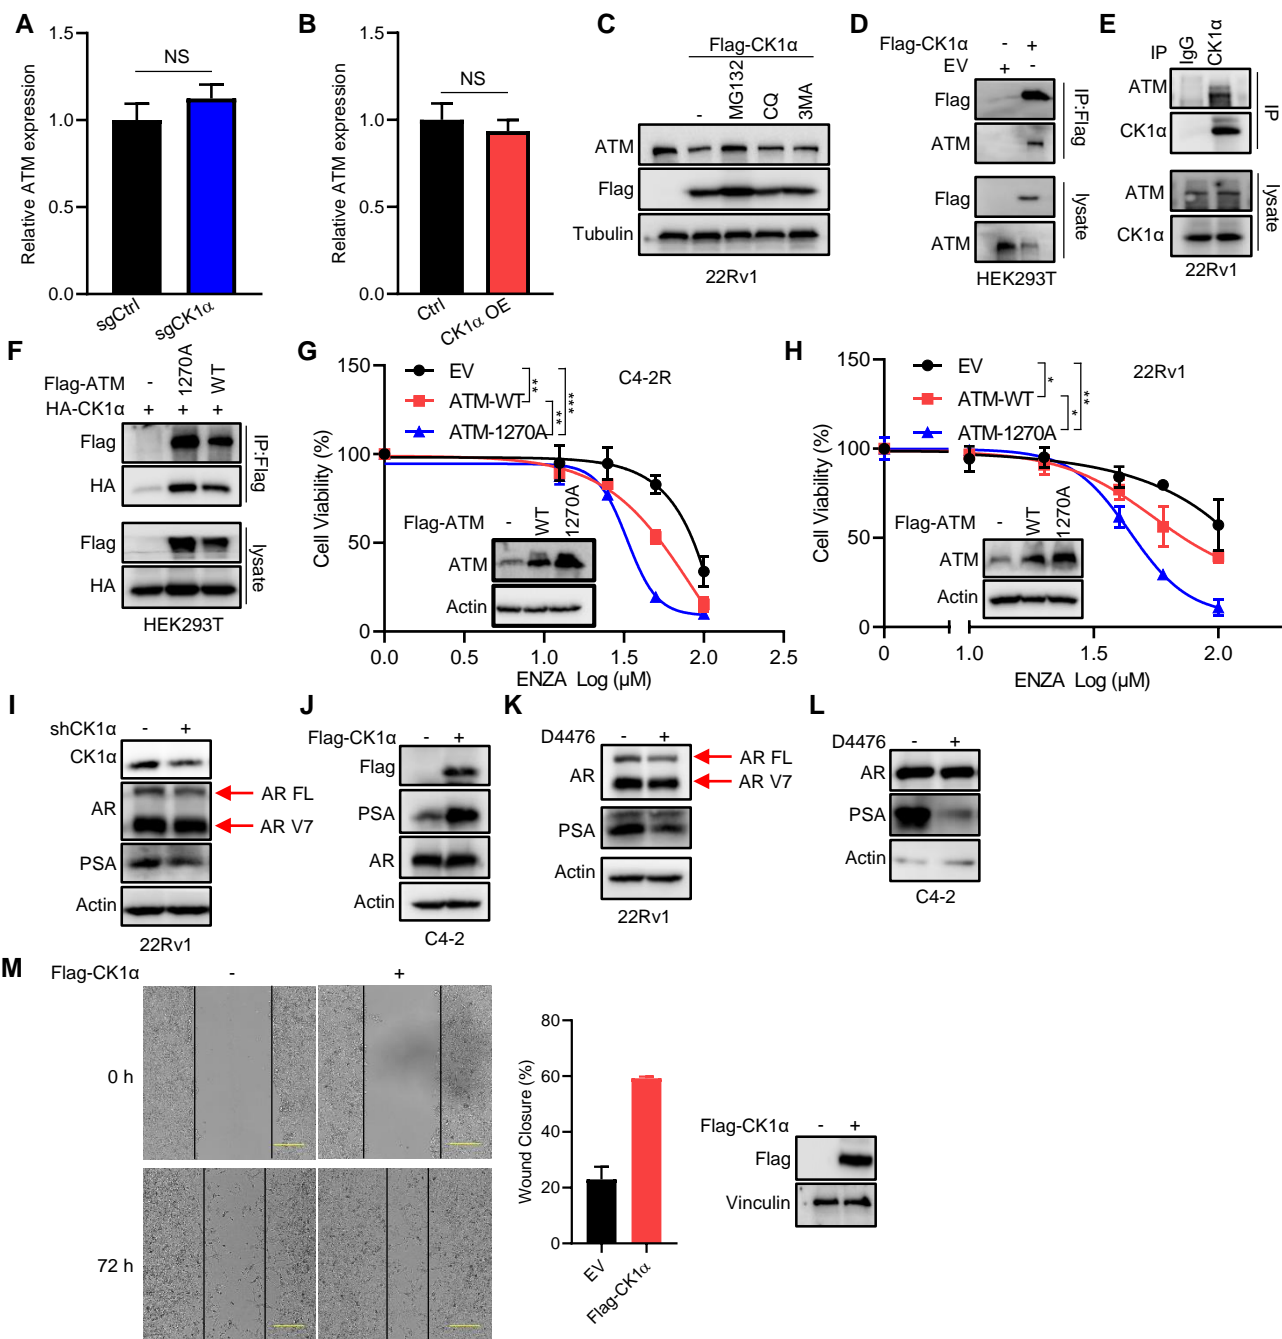 A
1.5
1.0
0.5
0.0
Relative ATM expression
NS
sgCtrl
sgCK1α
B
1.5
1.0
0.5
0.0
Relative ATM expression
NS
Ctrl
CK1α OE
C
Flag-CK1α
- MG132 CQ 3MA
ATM
Flag
Tubulin
22Rv1
D
Flag-CK1α - +
EV + -
Flag
ATM
IP:Flag
Flag
ATM
lysate
HEK293T
E
IP IgG CK1α
ATM
CK1α
IP
ATM
CK1α
lysate
22Rv1
F
Flag-ATM - 1270A WT
HA-CK1α + + +
Flag
HA
IP:Flag
Flag
HA
lysate
HEK293T
G
150
100
50
0
Cell Viability (%)
EV
ATM-WT
ATM-1270A
** ** ***
C4-2R
Flag-ATM - WT 1270A
ATM
Actin
0.0 0.5 1.0 1.5 2.0 2.5
ENZA Log (μM)
H
150
100
50
0
Cell Viability (%)
EV
ATM-WT
ATM-1270A
* * **
22Rv1
Flag-ATM - WT 1270A
ATM
Actin
0 1.0 1.5 2.0
ENZA Log (μM)
I
shCK1α - +
CK1α
AR
AR FL
AR V7
PSA
Actin
22Rv1
J
Flag-CK1α - +
Flag
PSA
AR
Actin
C4-2
K
D4476 - +
AR
AR FL
AR V7
PSA
Actin
22Rv1
L
D4476 - +
AR
PSA
Actin
C4-2
M
Flag-CK1α - +
0 h
72 h
80
60
40
20
0
Wound Closure (%)
EV
Flag-CK1α
Flag-CK1α - +
Flag
Vinculin